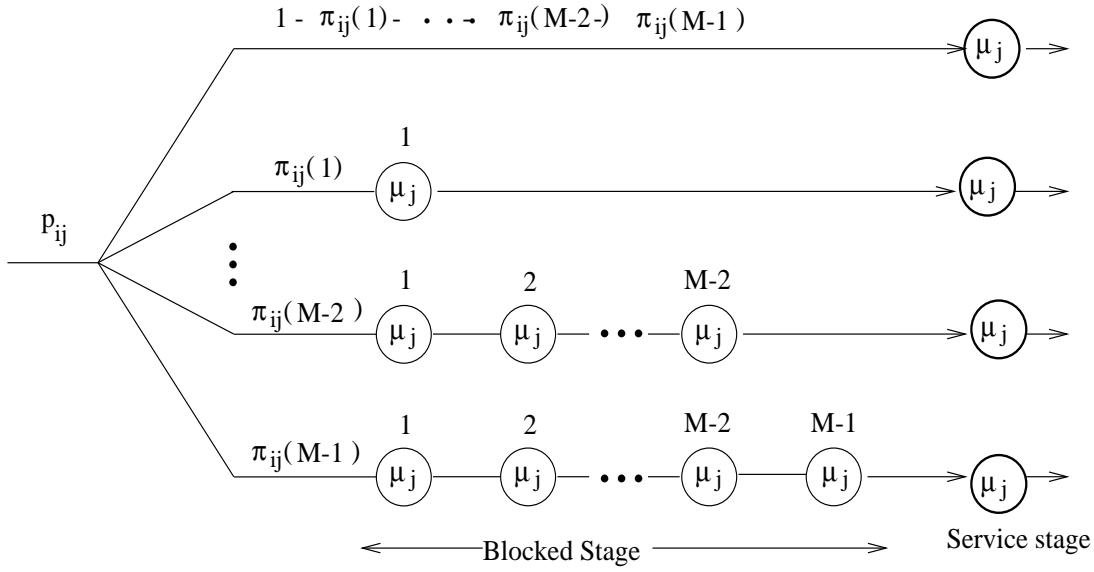 1 - π_ij(1) - • • • - π_ij(M-2-) π_ij(M-1)
μ_j
1
π_ij(1)
μ_j
μ_j
p_ij
1 2 M-2
π_ij(M-2)
μ_j μ_j • • • μ_j
μ_j
1 2 M-2 M-1
π_ij(M-1)
μ_j μ_j • • • μ_j μ_j
μ_j
Blocked Stage
Service stage